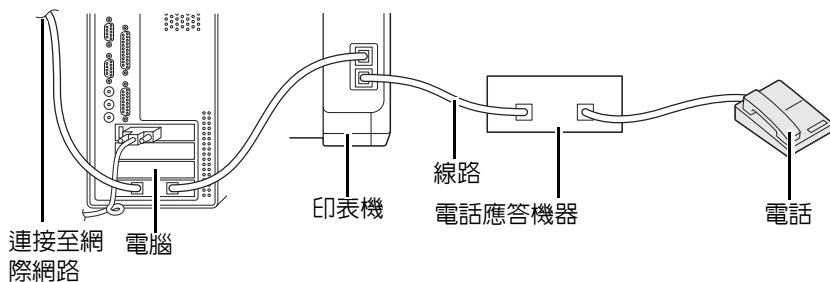 連接至網
際網路
電腦
印表機
線路
電話應答機器
電話